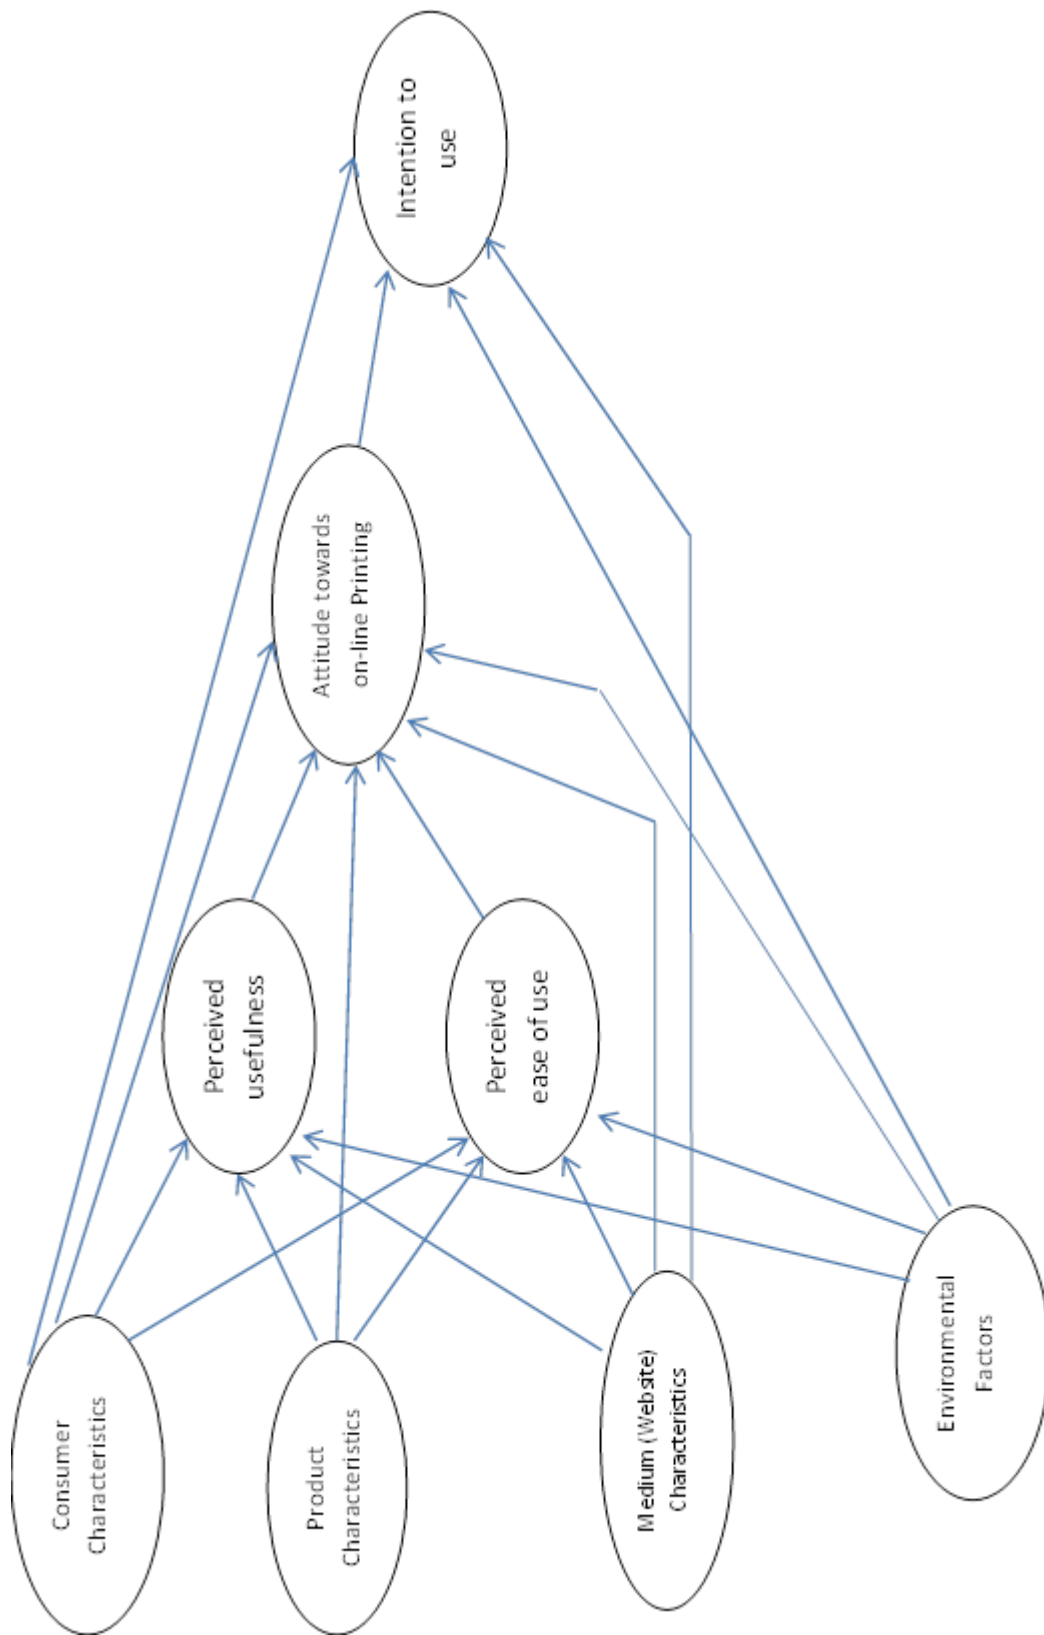 Consumer
Characteristics
Product
Characteristics
Medium (Website)
Characteristics
Environmental
Factors
Perceived
usefulness
Perceived
ease of use
Attitude towards
on-line Printing
Intention to
use